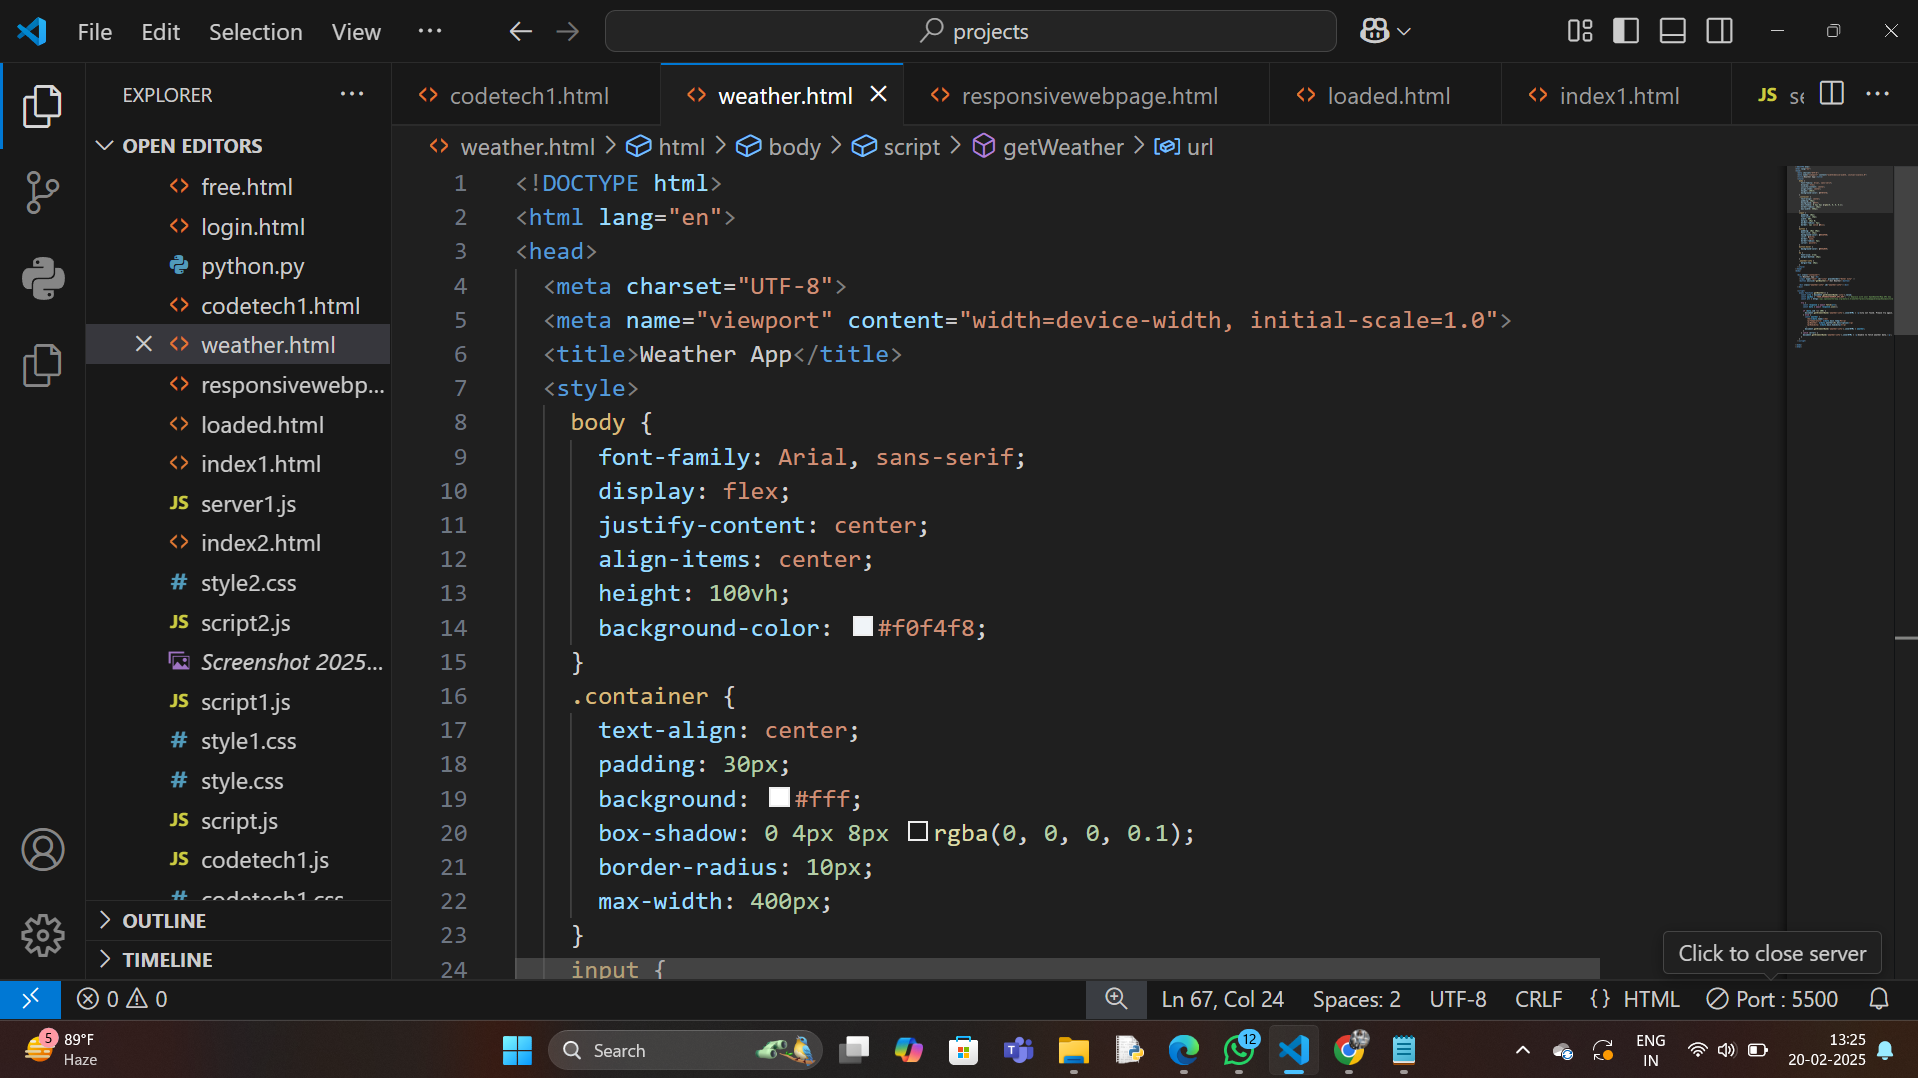 File Edit Selection View ... projects
EXPLORER ...
OPEN EDITORS
free.html
login.html
python.py
codetech1.html
weather.html
responsivewebp...
loaded.html
index1.html
server1.js
index2.html
style2.css
script2.js
Screenshot 2025...
script1.js
style1.css
style.css
script.js
codetech1.js
codetech1.css
OUTLINE
TIMELINE
codetech1.html weather.html responsivewebpage.html loaded.html index1.html JS se ...
weather.html > html > body > script > getWeather > url
1 <!DOCTYPE html>
2 <html lang="en">
3 <head>
4 <meta charset="UTF-8">
5 <meta name="viewport" content="width=device-width, initial-scale=1.0">
6 <title>Weather App</title>
7 <style>
8 body {
9 font-family: Arial, sans-serif;
10 display: flex;
11 justify-content: center;
12 align-items: center;
13 height: 100vh;
14 background-color: #f0f4f8;
15 }
16 .container {
17 text-align: center;
18 padding: 30px;
19 background: #fff;
20 box-shadow: 0 4px 8px rgba(0, 0, 0, 0.1);
21 border-radius: 10px;
22 max-width: 400px;
23 }
24 input {
Click to close server
0 0 Ln 67, Col 24 Spaces: 2 UTF-8 CRLF {} HTML Port : 5500
5 89°F
Haze
Search
12
ENG
IN
13:25
20-02-2025